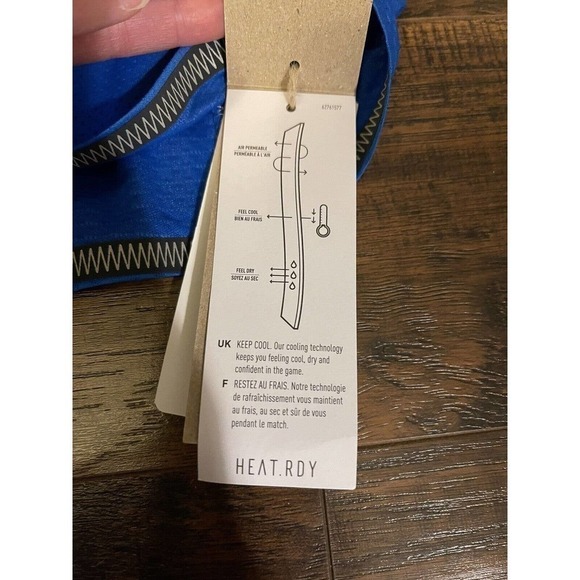 62761577
AIR PERMEABLE
PERMÉABLE À L'AIR
FEEL COOL
BIEN AU FRAIS
FEEL DRY
SOYEZ AU SEC
UK KEEP COOL. Our cooling technology
keeps you feeling cool, dry and
confident in the game.
F RESTEZ AU FRAIS. Notre technologie
de rafraîchissement vous maintient
au frais, au sec et sûr de vous
pendant le match.
HEAT.RDY